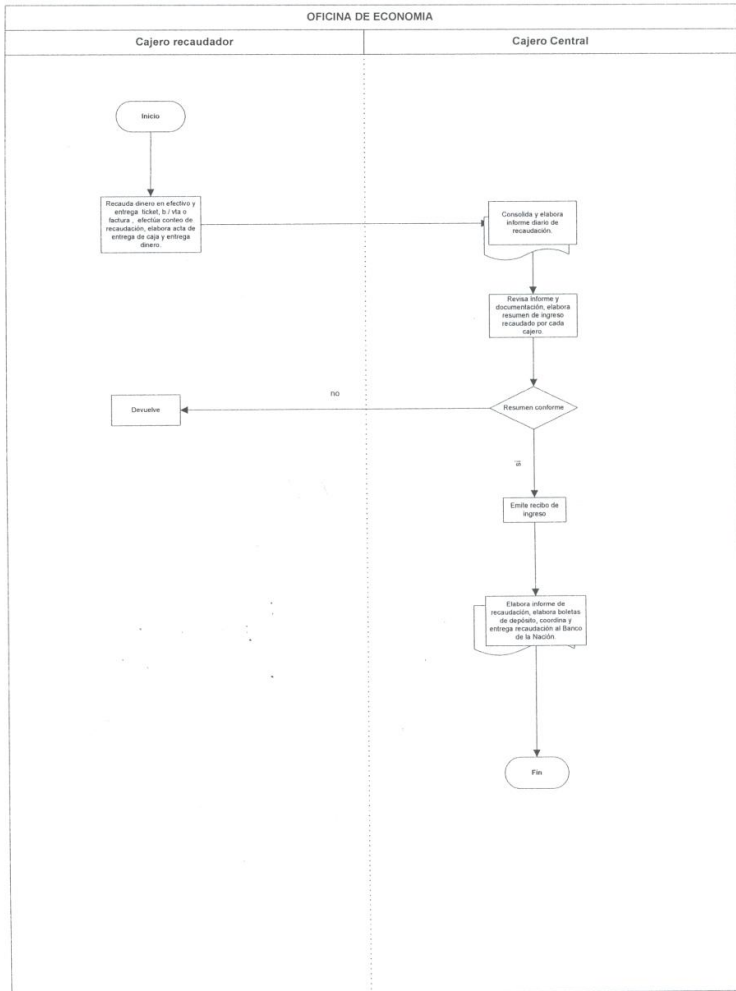 OFICINA DE ECONOMIA
Cajero recaudador
Cajero Central
Inicio
Recauda dinero en efectivo y
entrega ticket, b./ vta o
factura , efectúa conteo de
recaudación, elabora acta de
entrega de caja y entrega
dinero.
Consolida y elabora
informe diario de
recaudación.
Revisa informe y
documentación, elabora
resumen de ingreso
recaudado por cada
cajero
Resumen conforme
no
Devuelve
si
Emite recibo de
ingreso
Elabora informe de
recaudación, elabora boletas
de depósito, coordina y
entrega recaudación al Banco
de la Nación.
Fin